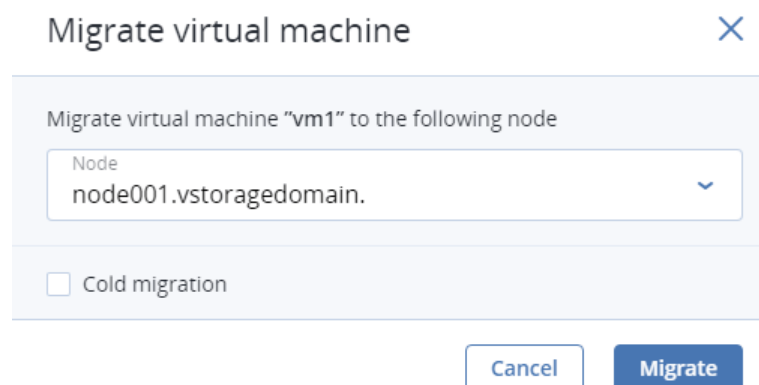 Migrate virtual machine
Migrate virtual machine "vm1" to the following node
Node
node001.vstoragedomain.
Cold migration
Cancel
Migrate